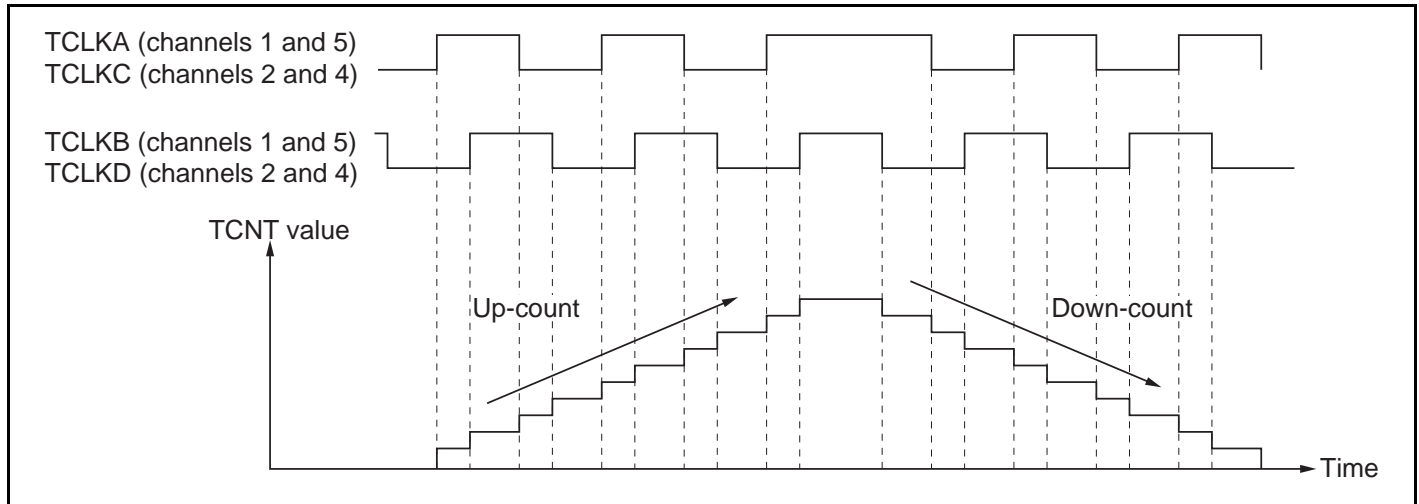 TCLKA (channels 1 and 5)
TCLKC (channels 2 and 4)
TCLKB (channels 1 and 5)
TCLKD (channels 2 and 4)
TCNT value
Up-count
Down-count
Time